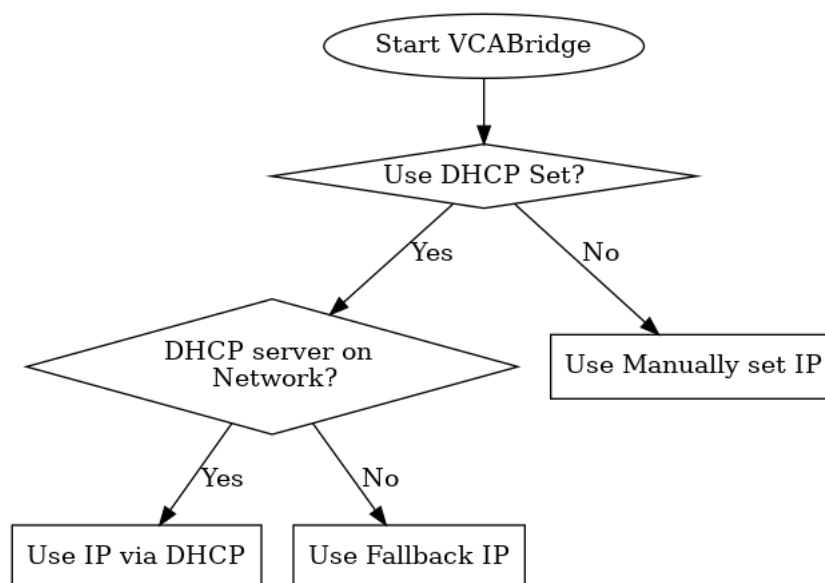 Start VCABridge
Use DHCP Set?
Yes
No
DHCP server on
Network?
Use Manually set IP
Yes
No
Use IP via DHCP
Use Fallback IP